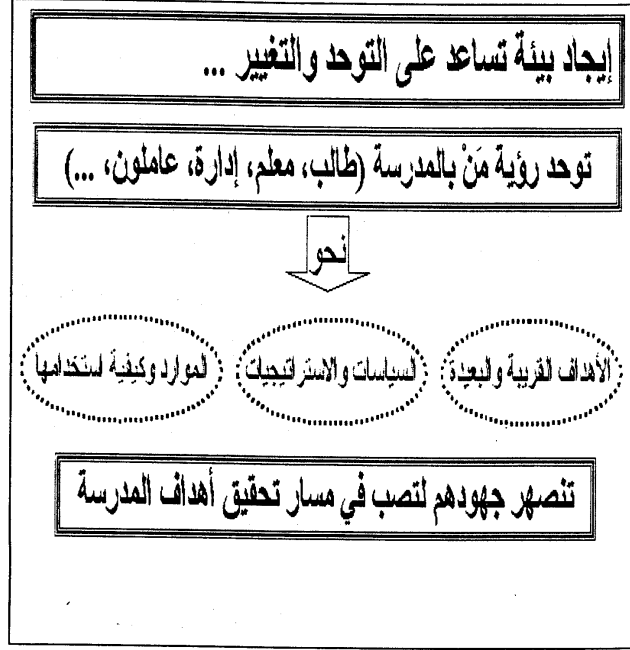 إيجاد بيئة تساعد على التوحد والتغيير ...
توحد رؤية مَنْ بالمدرسة (طالب، معلم، إدارة، عاملون، ...)
نحو
الأهداف القريبة والبعيدة
السياسات والاستراتيجيات
الموارد وكيفية استخدامها
تنصهر جهودهم لتصب في مسار تحقيق أهداف المدرسة